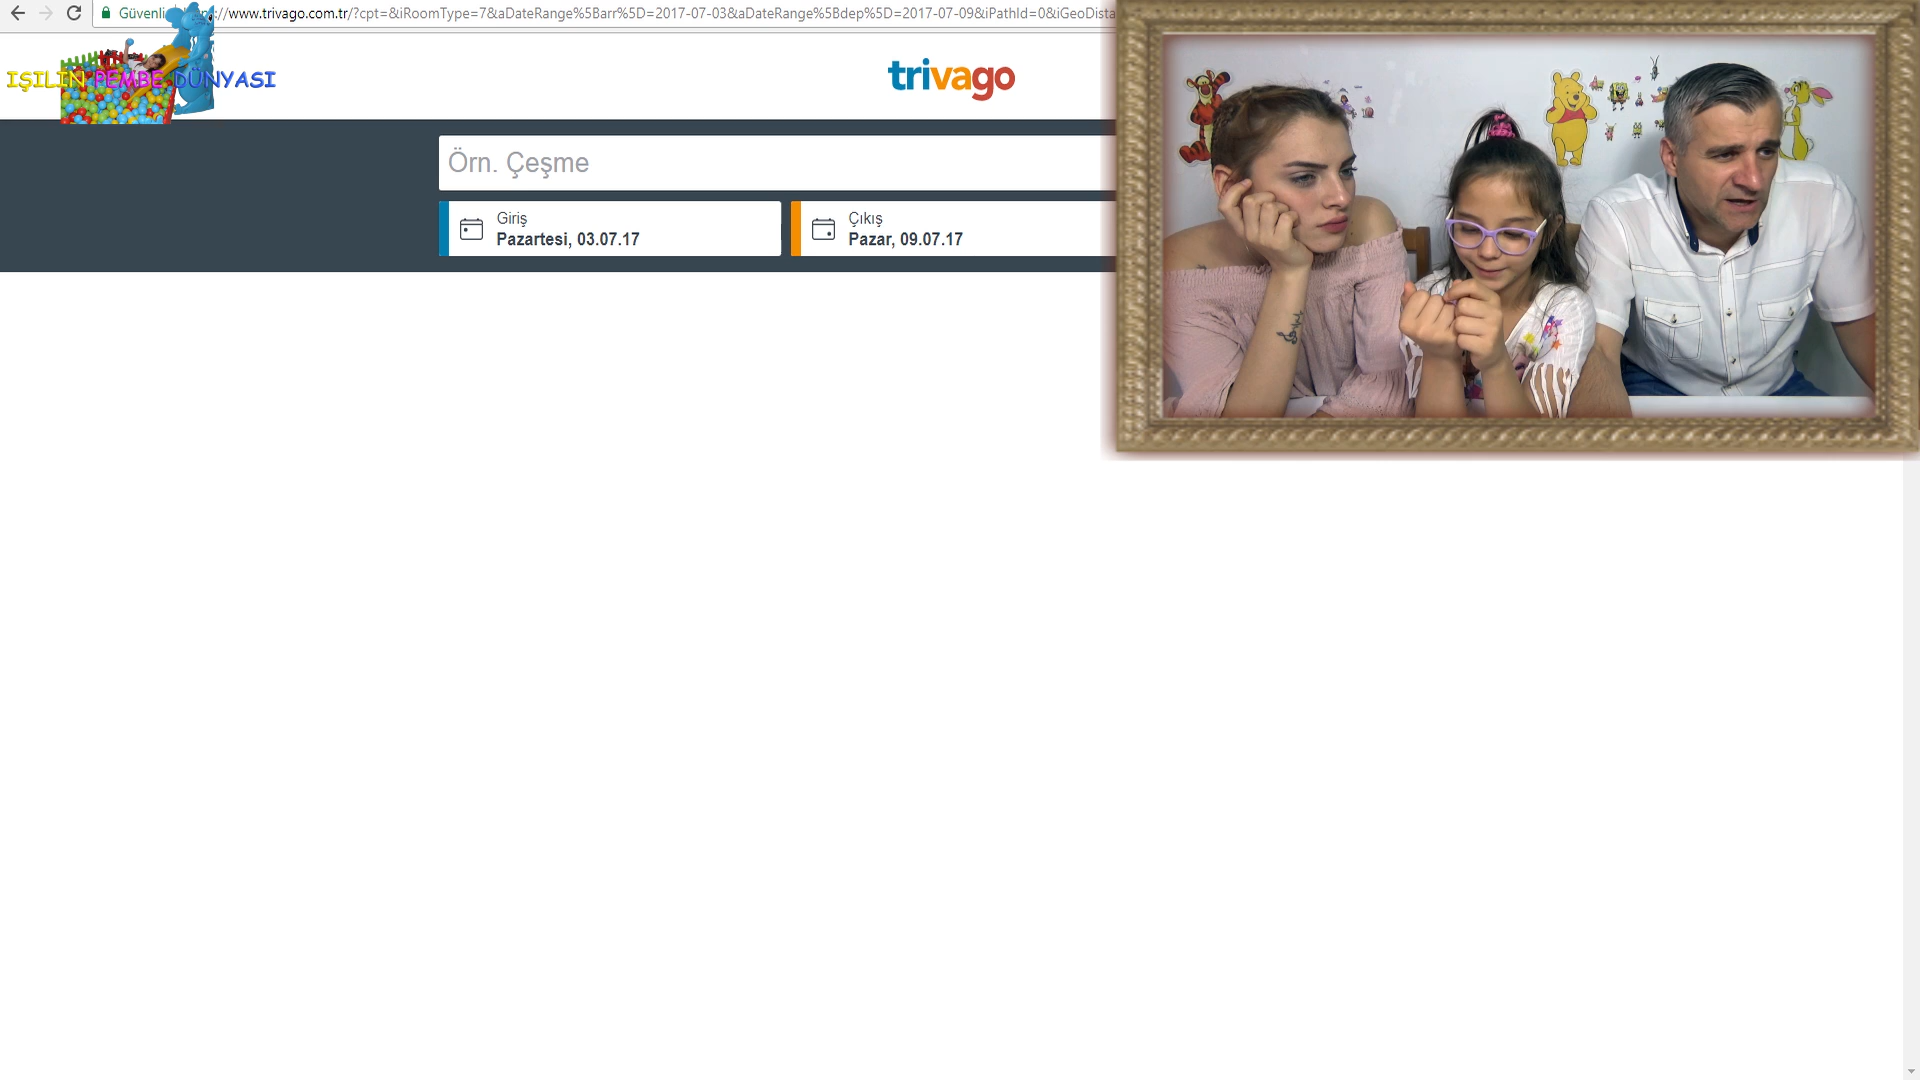 Güvenli
://www.trivago.com.tr/?cpt=&iRoomType=7&aDateRange%5Barr%5D=2017-07-03&aDateRange%5Bdep%5D=2017-07-09&iPathId=0&iGeoDista
IŞILIN PEMBE DÜNYASI
trivago
Örn. Çeşme
Giriş
Pazartesi, 03.07.17
Çıkış
Pazar, 09.07.17